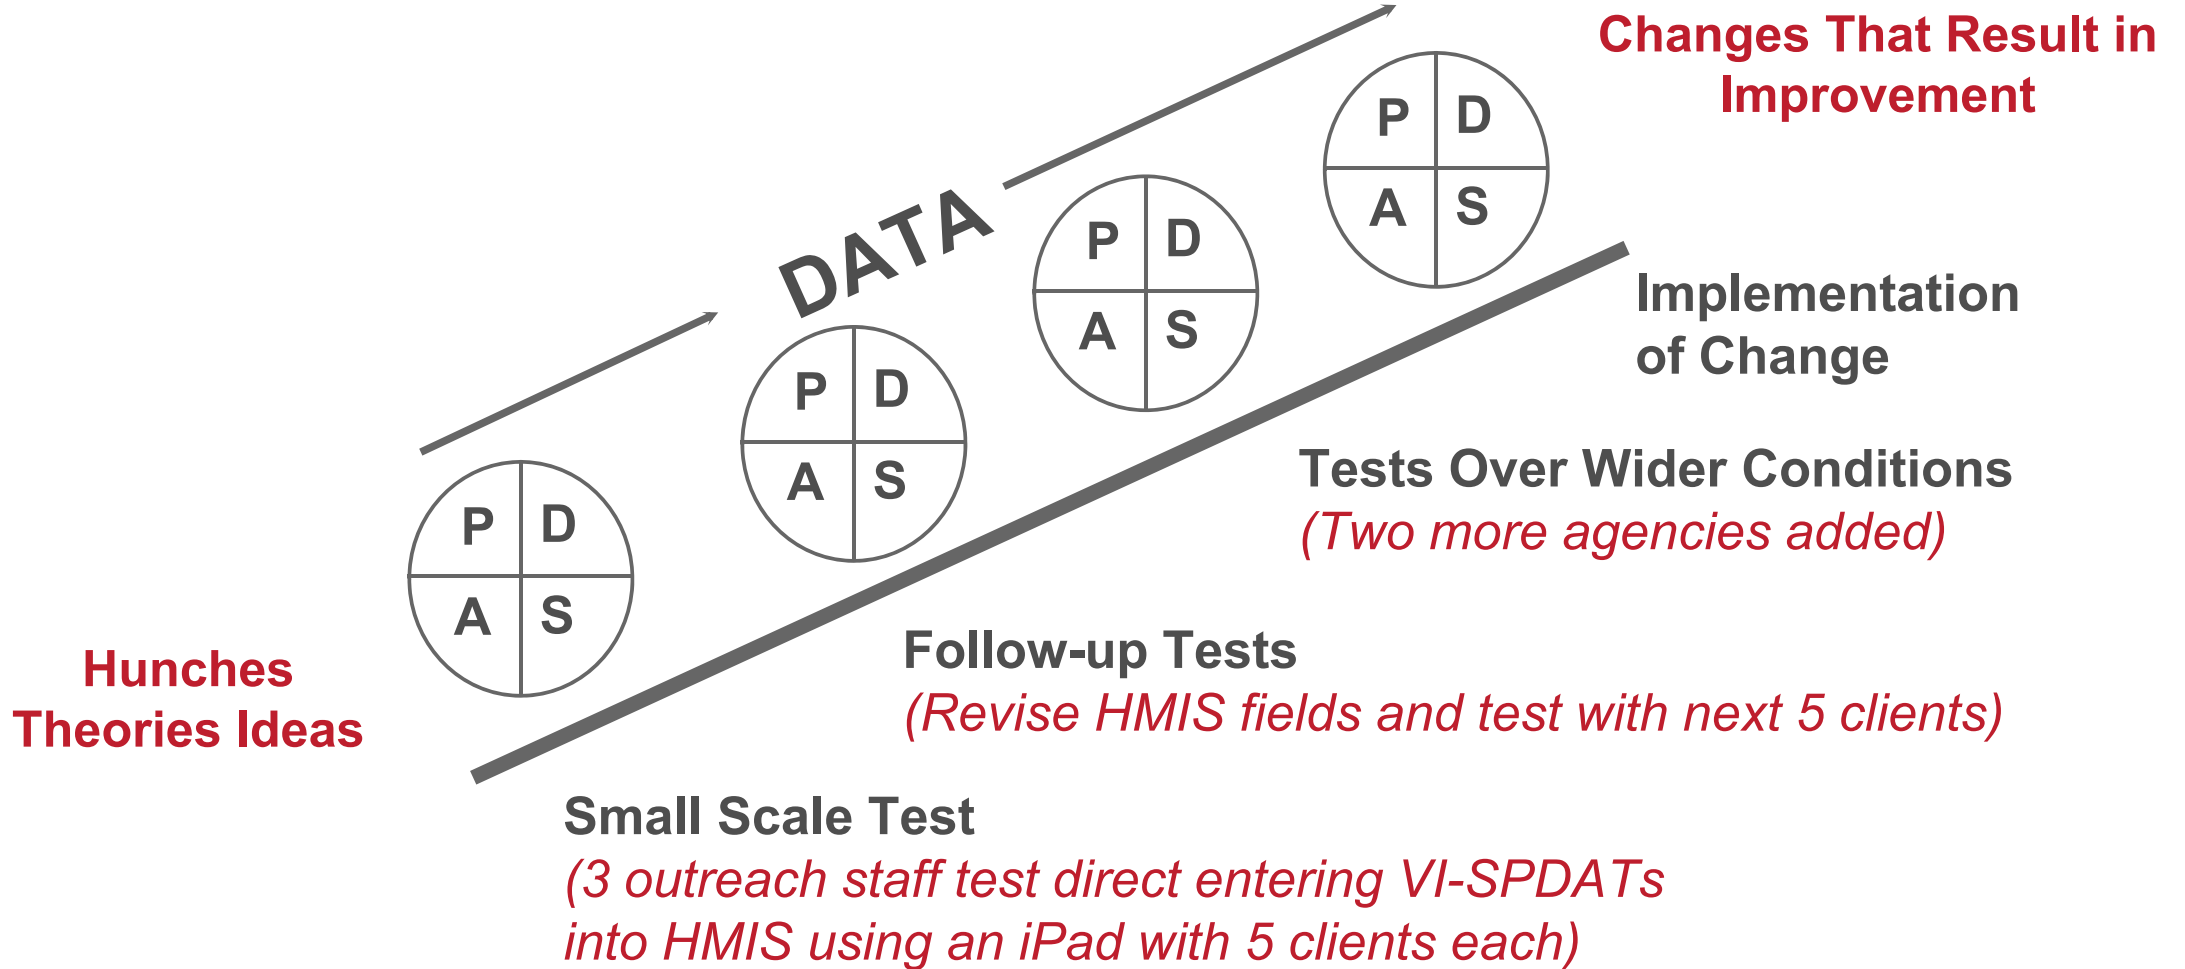 Changes That Result in
Improvement
P D
A S
DATA
P D
A S
Implementation
of Change
P D
A S
Tests Over Wider Conditions
(Two more agencies added)
P D
A S
Hunches
Theories Ideas
Follow-up Tests
(Revise HMIS fields and test with next 5 clients)
Small Scale Test
(3 outreach staff test direct entering VI-SPDATs
into HMIS using an iPad with 5 clients each)